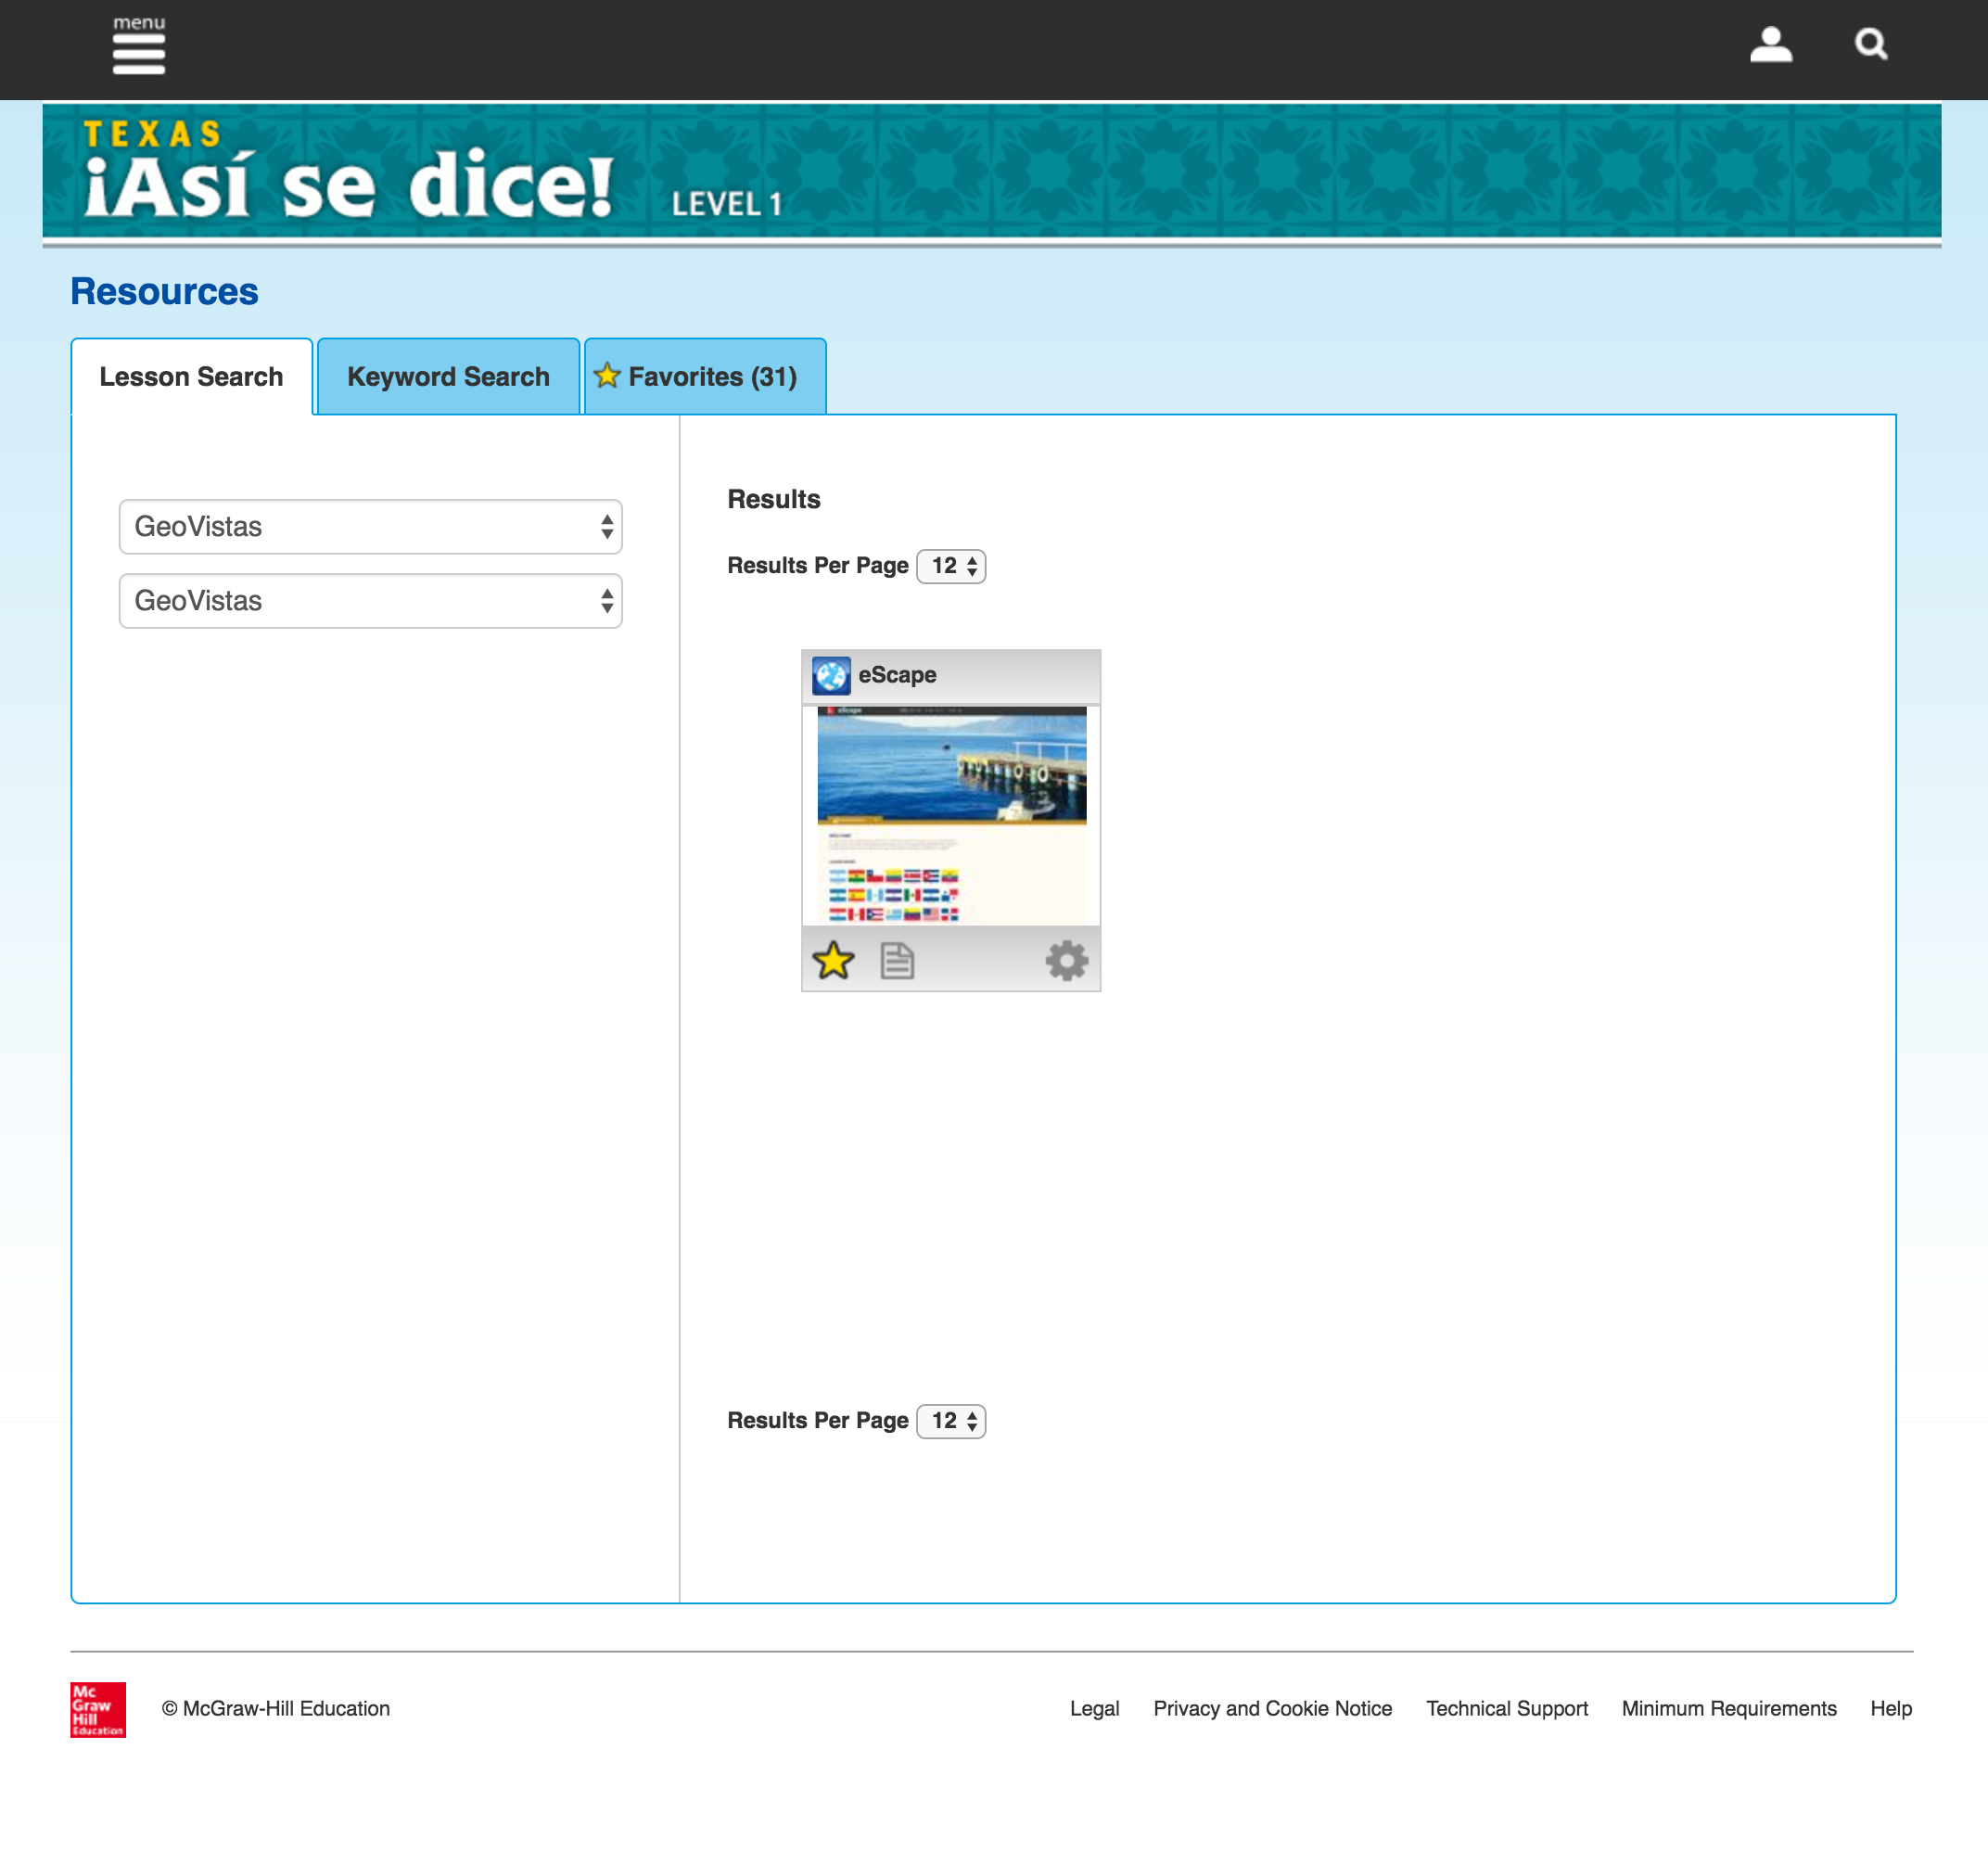 menu
TEXAS
¡Así se dice! LEVEL 1
Resources
Lesson Search
Keyword Search
Favorites (31)
GeoVistas
GeoVistas
Results
Results Per Page 12
eScape
eScape
Results Per Page 12
Mc
Graw
Hill
Education
© McGraw-Hill Education
Legal
Privacy and Cookie Notice
Technical Support
Minimum Requirements
Help